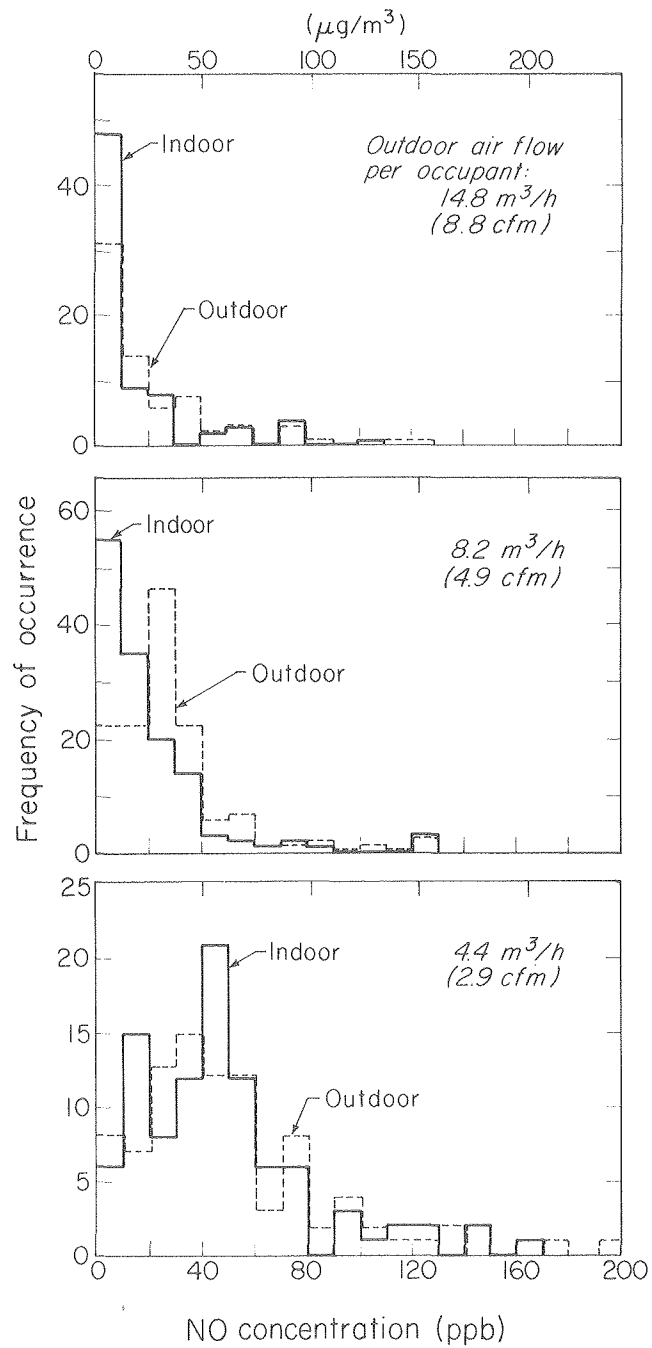 (μg/m³)
0 50 100 150 200
Indoor
Outdoor air flow
per occupant:
14.8 m³/h
(8.8 cfm)
Outdoor
40
20
0
60
Indoor
8.2 m³/h
(4.9 cfm)
Outdoor
40
20
0
Frequency of occurrence
25
Indoor
4.4 m³/h
(2.9 cfm)
20
15
Outdoor
10
5
0
0 40 80 120 160 200
NO concentration (ppb)